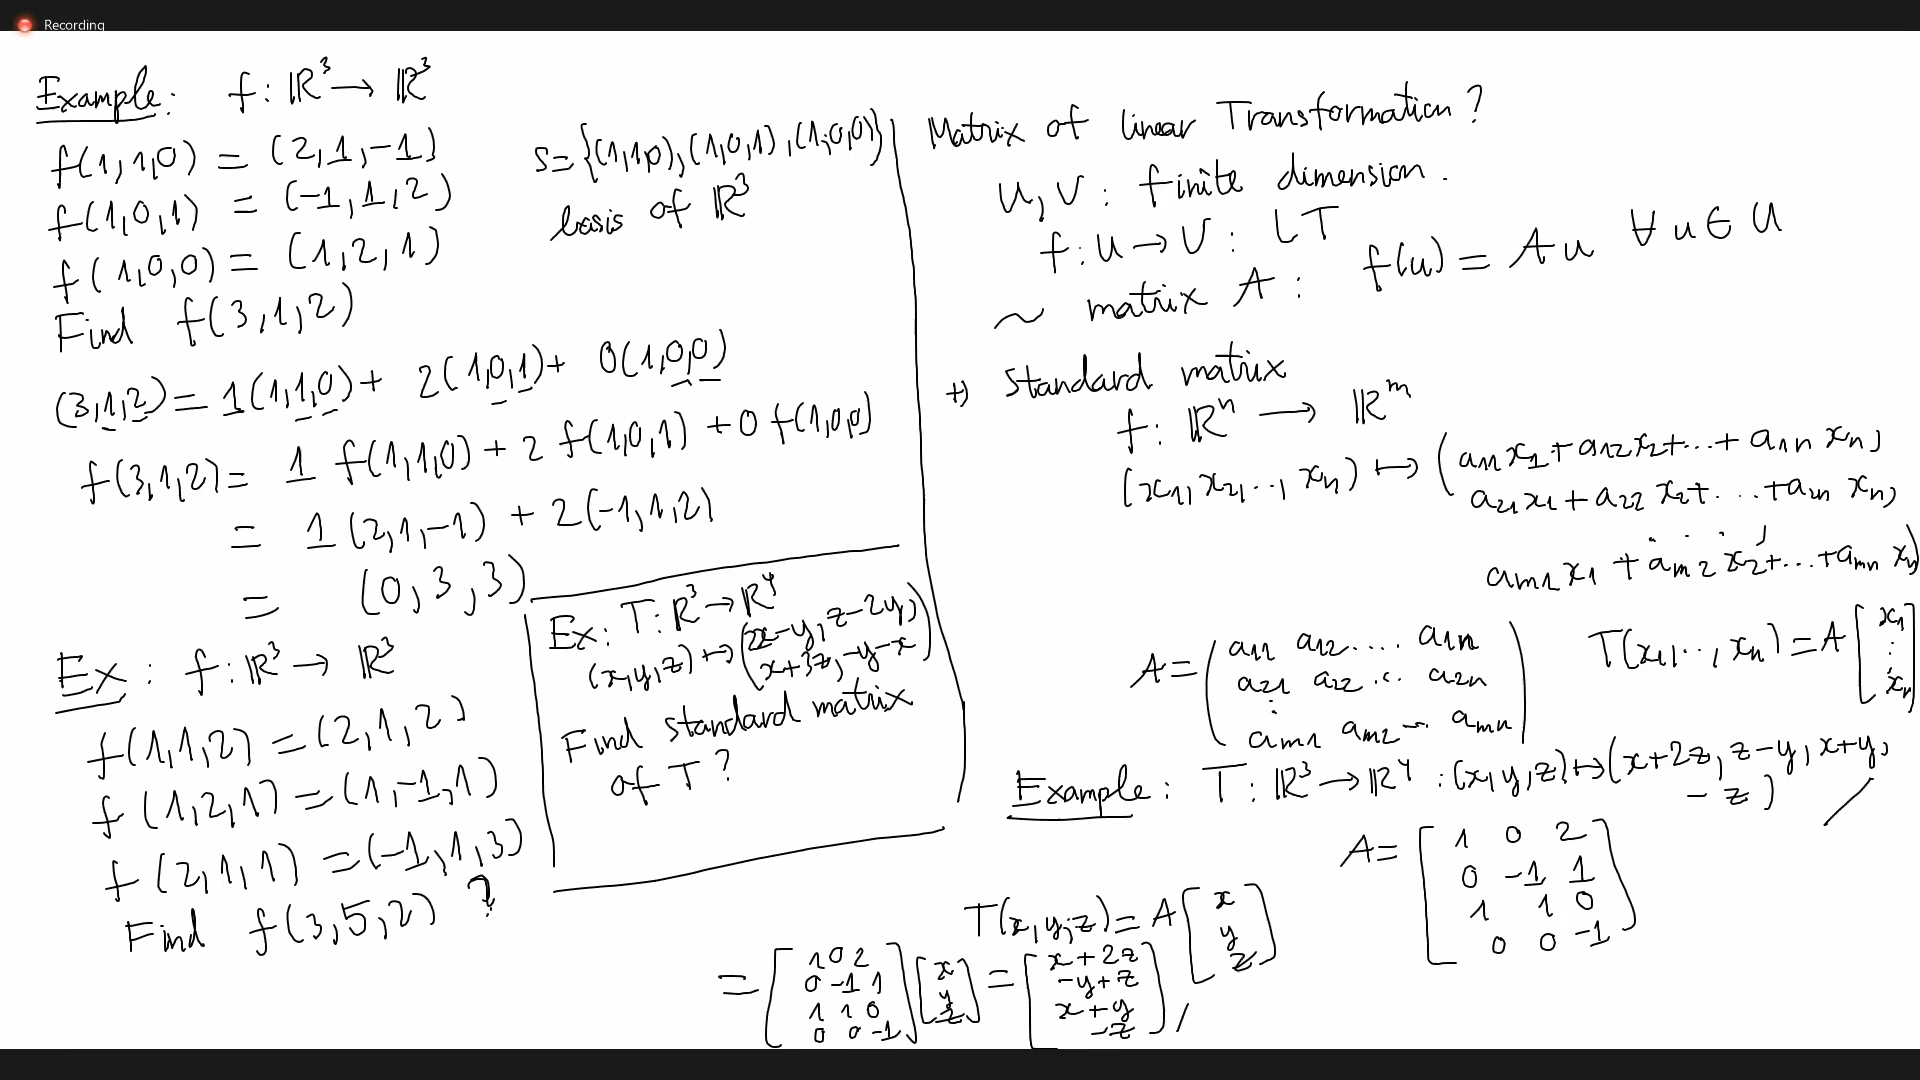 Recording
Example: f: ℝ³ → ℝ³
f(1,1,0) = (2,1,-1)
f(1,0,1) = (-1,1,2)
f(1,0,0) = (1,2,1)
Find f(3,1,2)
S={(1,1,0),(1,0,1),(1,0,0)}
basis of ℝ³
(3,1,2) = 1(1,1,0) + 2(1,0,1) + 0(1,0,0)
f(3,1,2) = 1 f(1,1,0) + 2 f(1,0,1) + 0 f(1,0,0)
= 1(2,1,-1) + 2(-1,1,2)
= (0,3,3)
Ex: f: ℝ³ → ℝ³
f(1,1,2) = (2,1,2)
f(1,2,1) = (1,-1,1)
f(2,1,1) = (-1,1,3)
Find f(3,5,2) ?
Ex: T: ℝ³ → ℝ⁴
(x,y,z) ↦ (2x-y, z-2y,
x+3z, -y-x)
Find standard matrix
of T ?
Matrix of linear Transformation ?
U, V : finite dimension.
f: U → V : LT
~ matrix A : f(u) = Au ∀ u ∈ U
+) Standard matrix
f: ℝⁿ → ℝᵐ
(x₁, x₂, .., xₙ) ↦ (a₁₁x₁ + a₁₂x₂ + ... + a₁ₙxₙ,
a₂₁x₁ + a₂₂x₂ + ... + a₂ₙxₙ,
. . . ,
aₘ₁x₁ + aₘ₂x₂ + ... + aₘₙxₙ)
A = (a₁₁ a₁₂ .... a₁ₙ
a₂₁ a₂₂ ... a₂ₙ
⋮
aₘ₁ aₘ₂ ... aₘₙ)
T(x₁, .., xₙ) = A [x₁
⋮
xₙ]
Example: T: ℝ³ → ℝ⁴ : (x,y,z) ↦ (x+2z, z-y, x+y,
-z)
A = [1 0 2
0 -1 1
1 1 0
0 0 -1]
T(x,y,z) = A [x
y
z]
= [1 0 2
0 -1 1
1 1 0
0 0 -1] [x
y
z] = [x+2z
-y+z
x+y
-z]